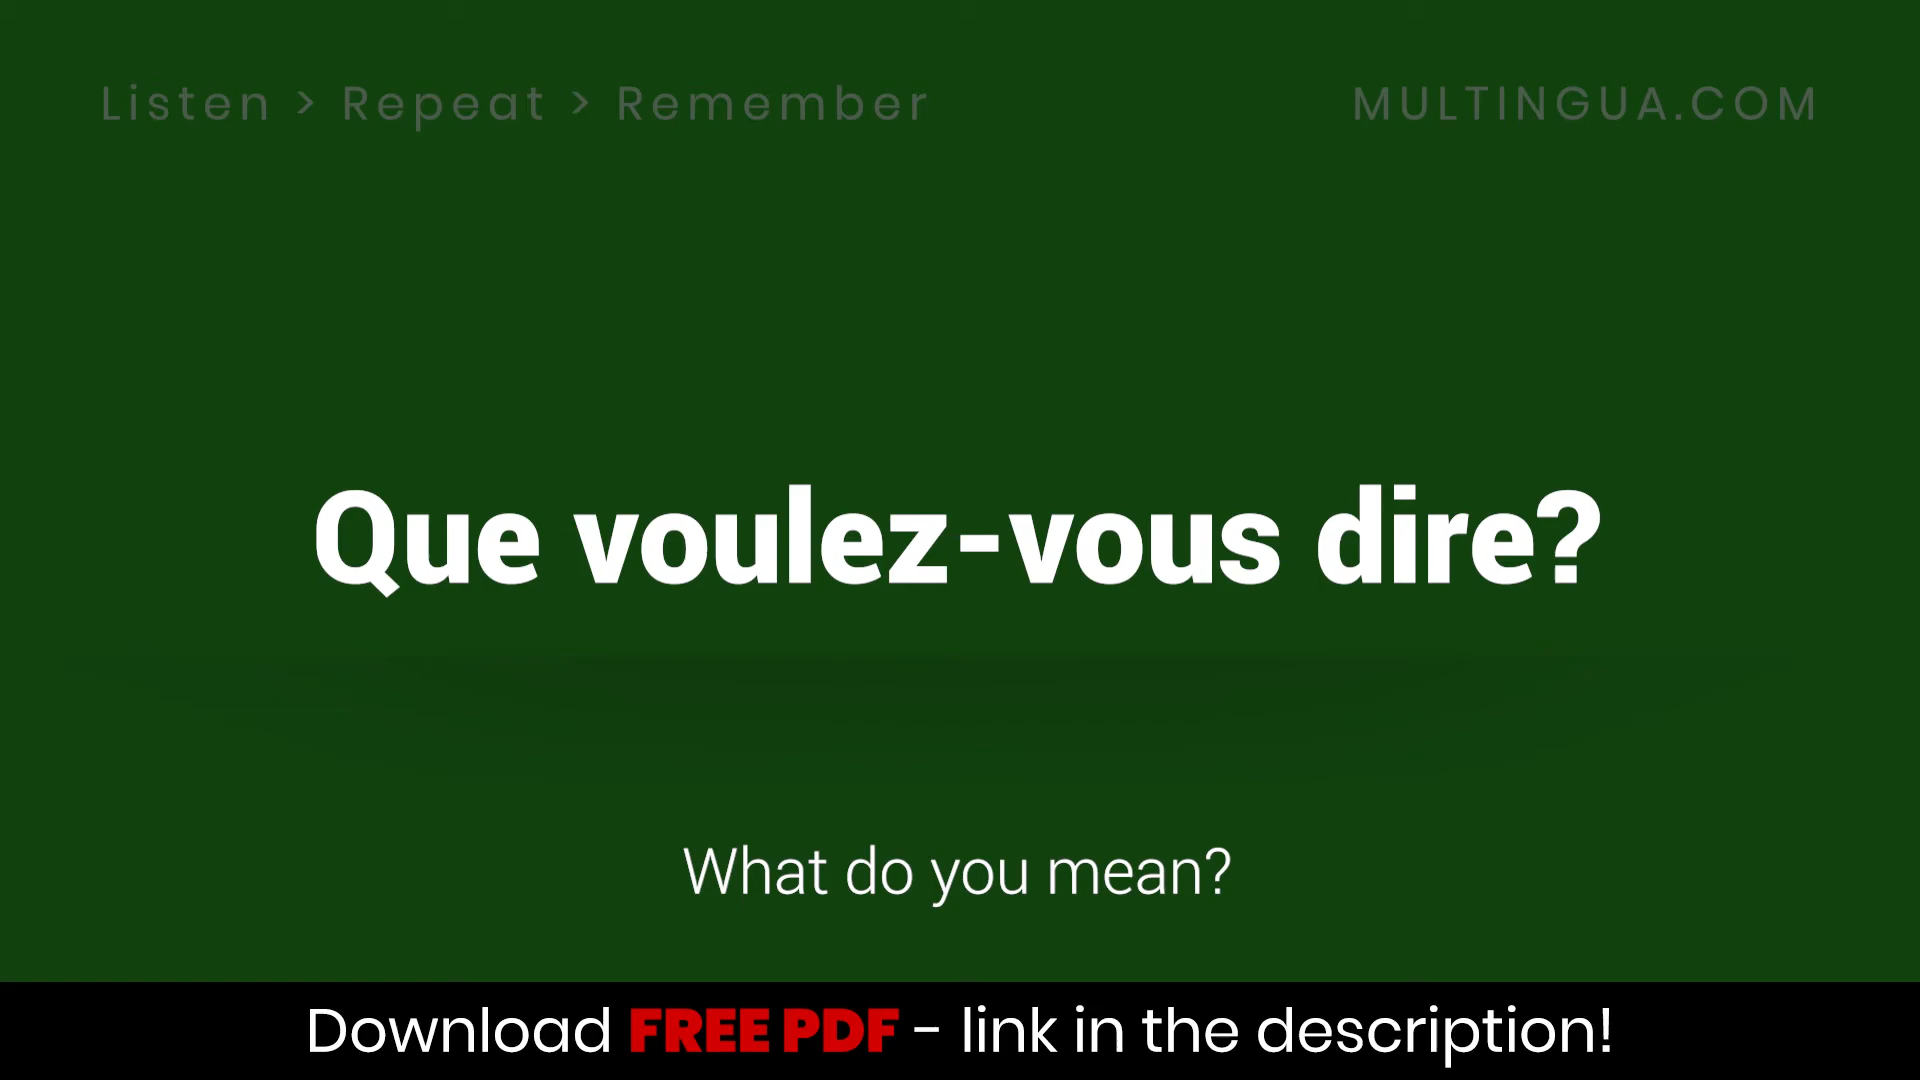 Listen > Repeat > Remember
MULTINGUA.COM
Que voulez-vous dire?
What do you mean?
Download FREE PDF - link in the description!